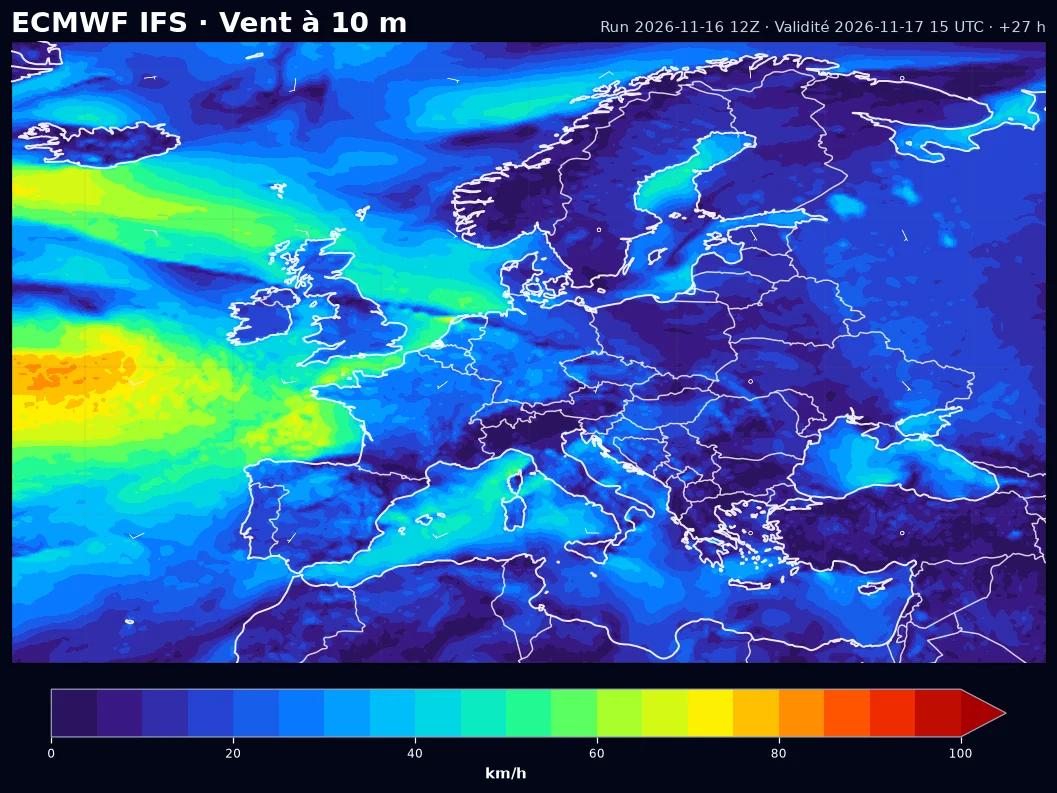 ECMWF IFS · Vent à 10 m
Run 2026-11-16 12Z · Validité 2026-11-17 15 UTC · +27 h
0 20 40 60 80 100
km/h